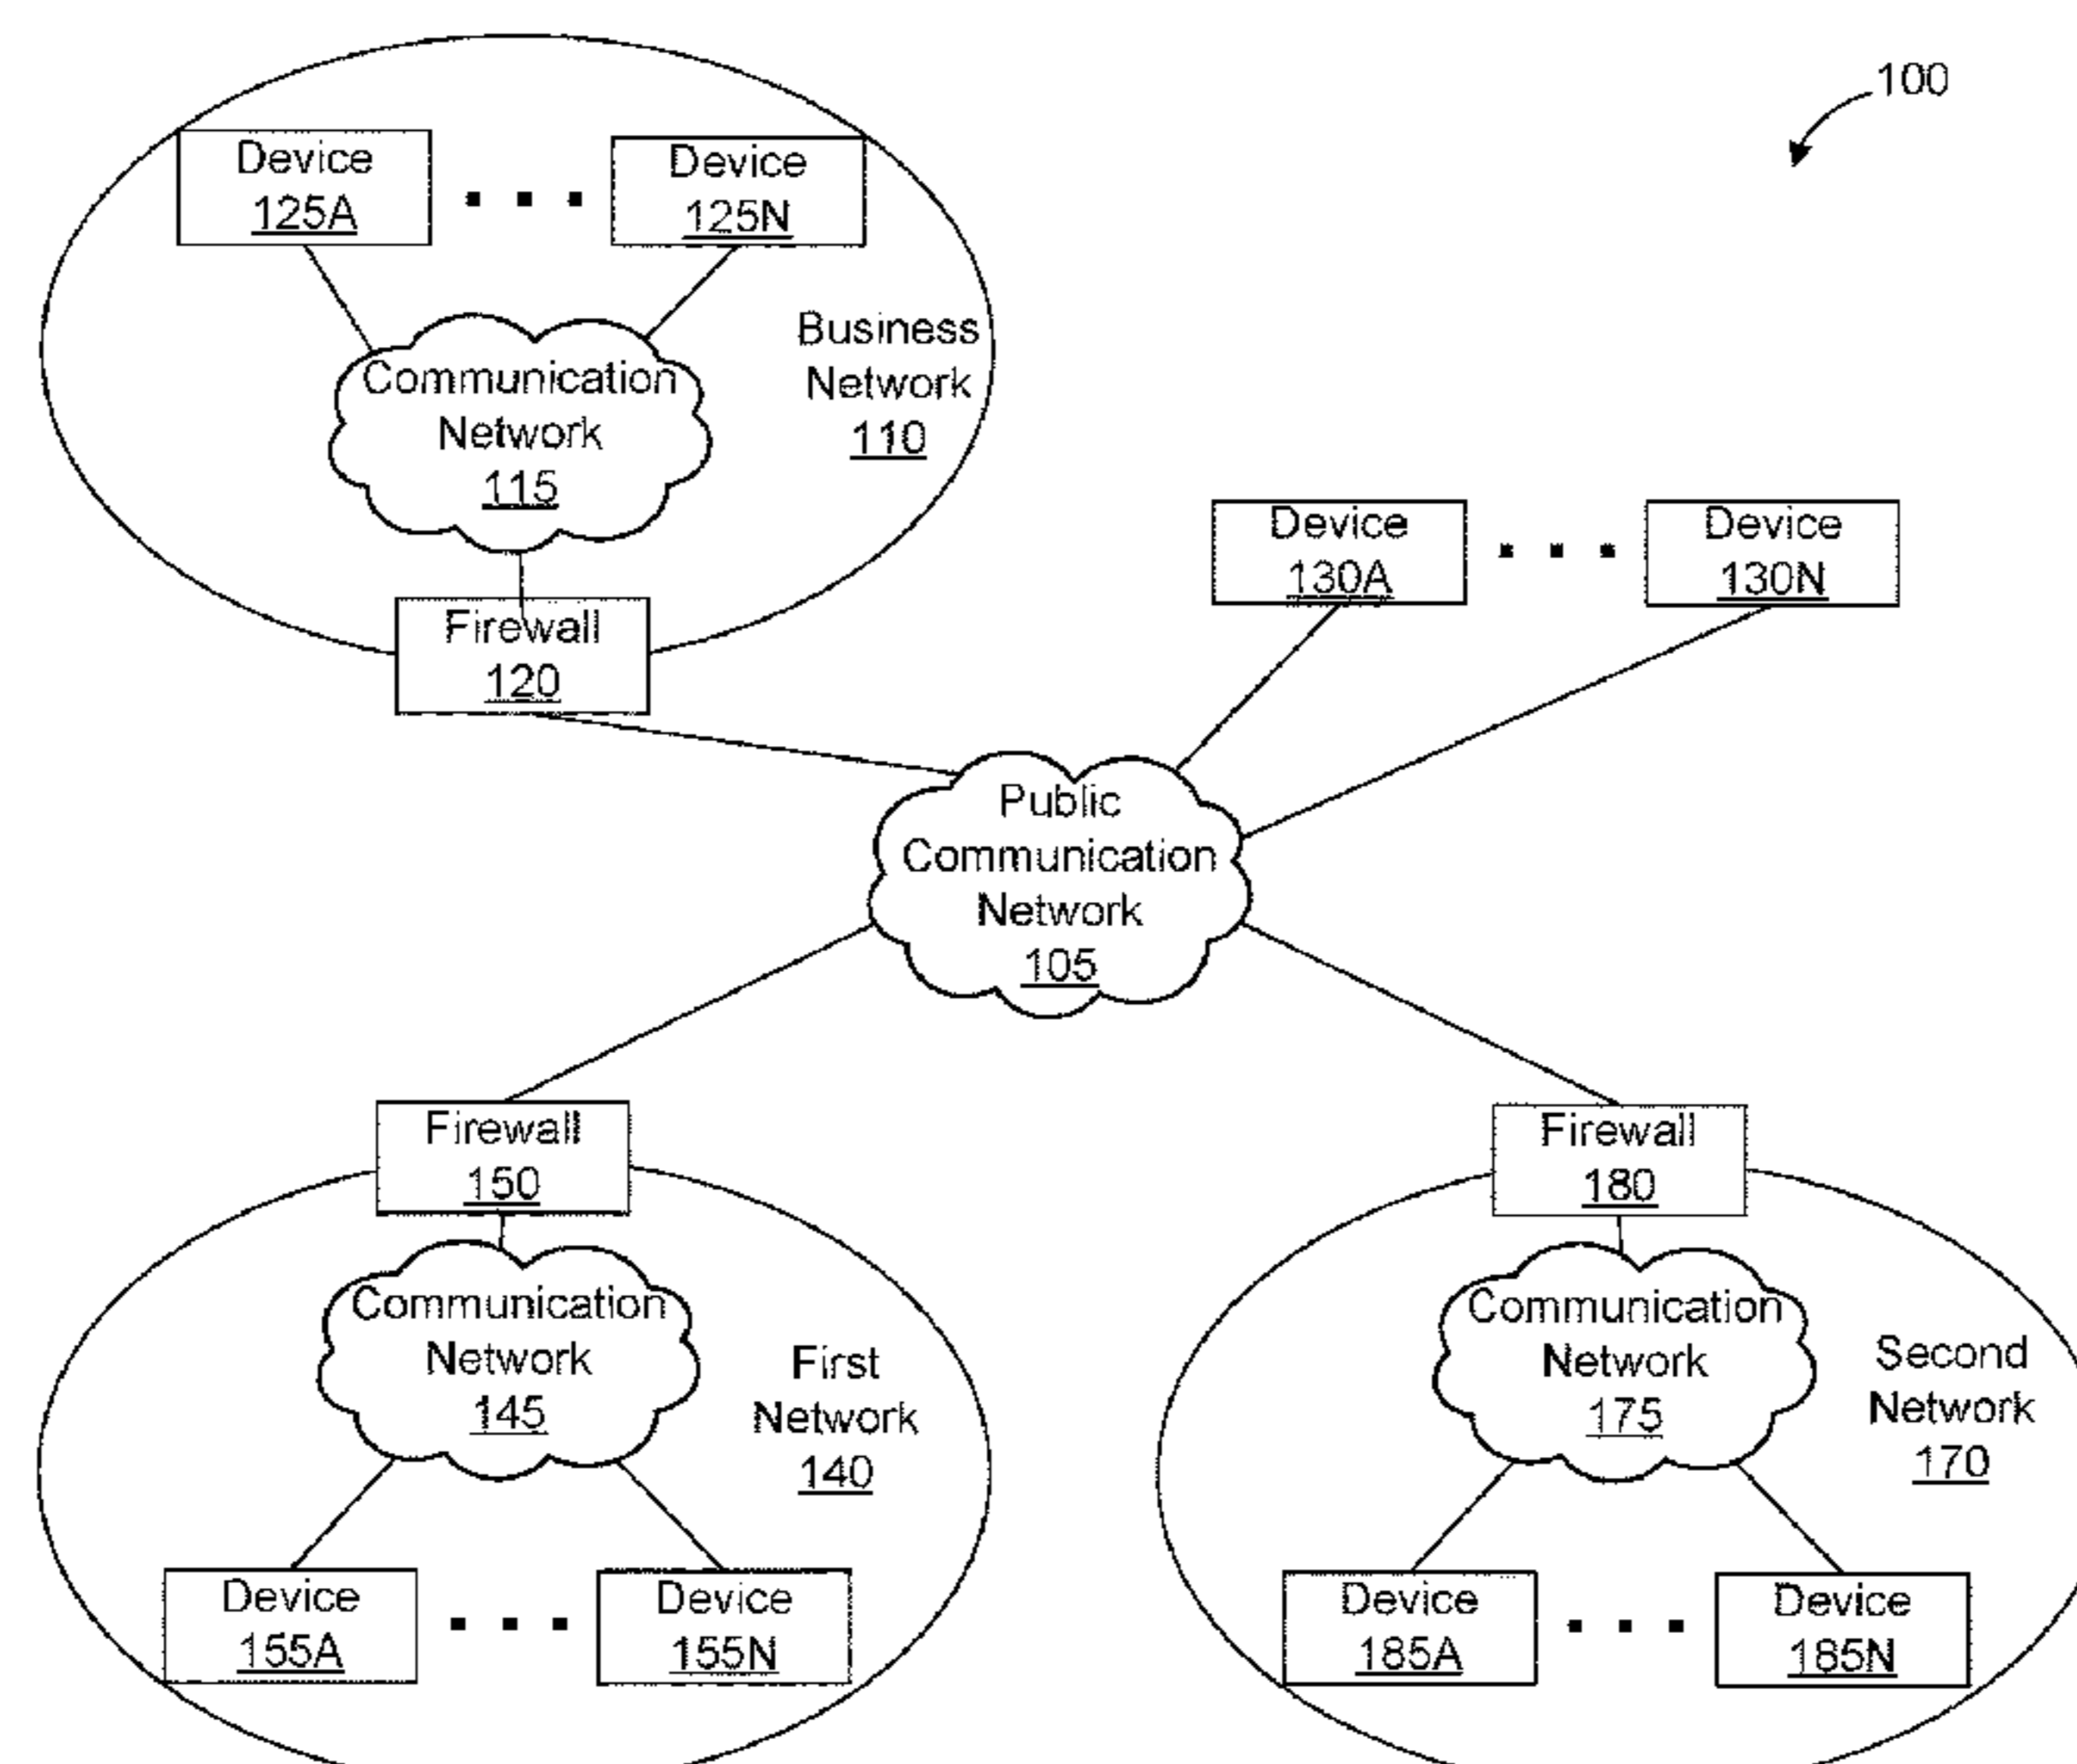 100
Device
125A
Device
125N
Communication
Network
115
Business
Network
110
Firewall
120
Device
130A
Device
130N
Public
Communication
Network
105
Firewall
150
Communication
Network
145
First
Network
140
Device
155A
Device
155N
Firewall
180
Communication
Network
175
Second
Network
170
Device
185A
Device
185N